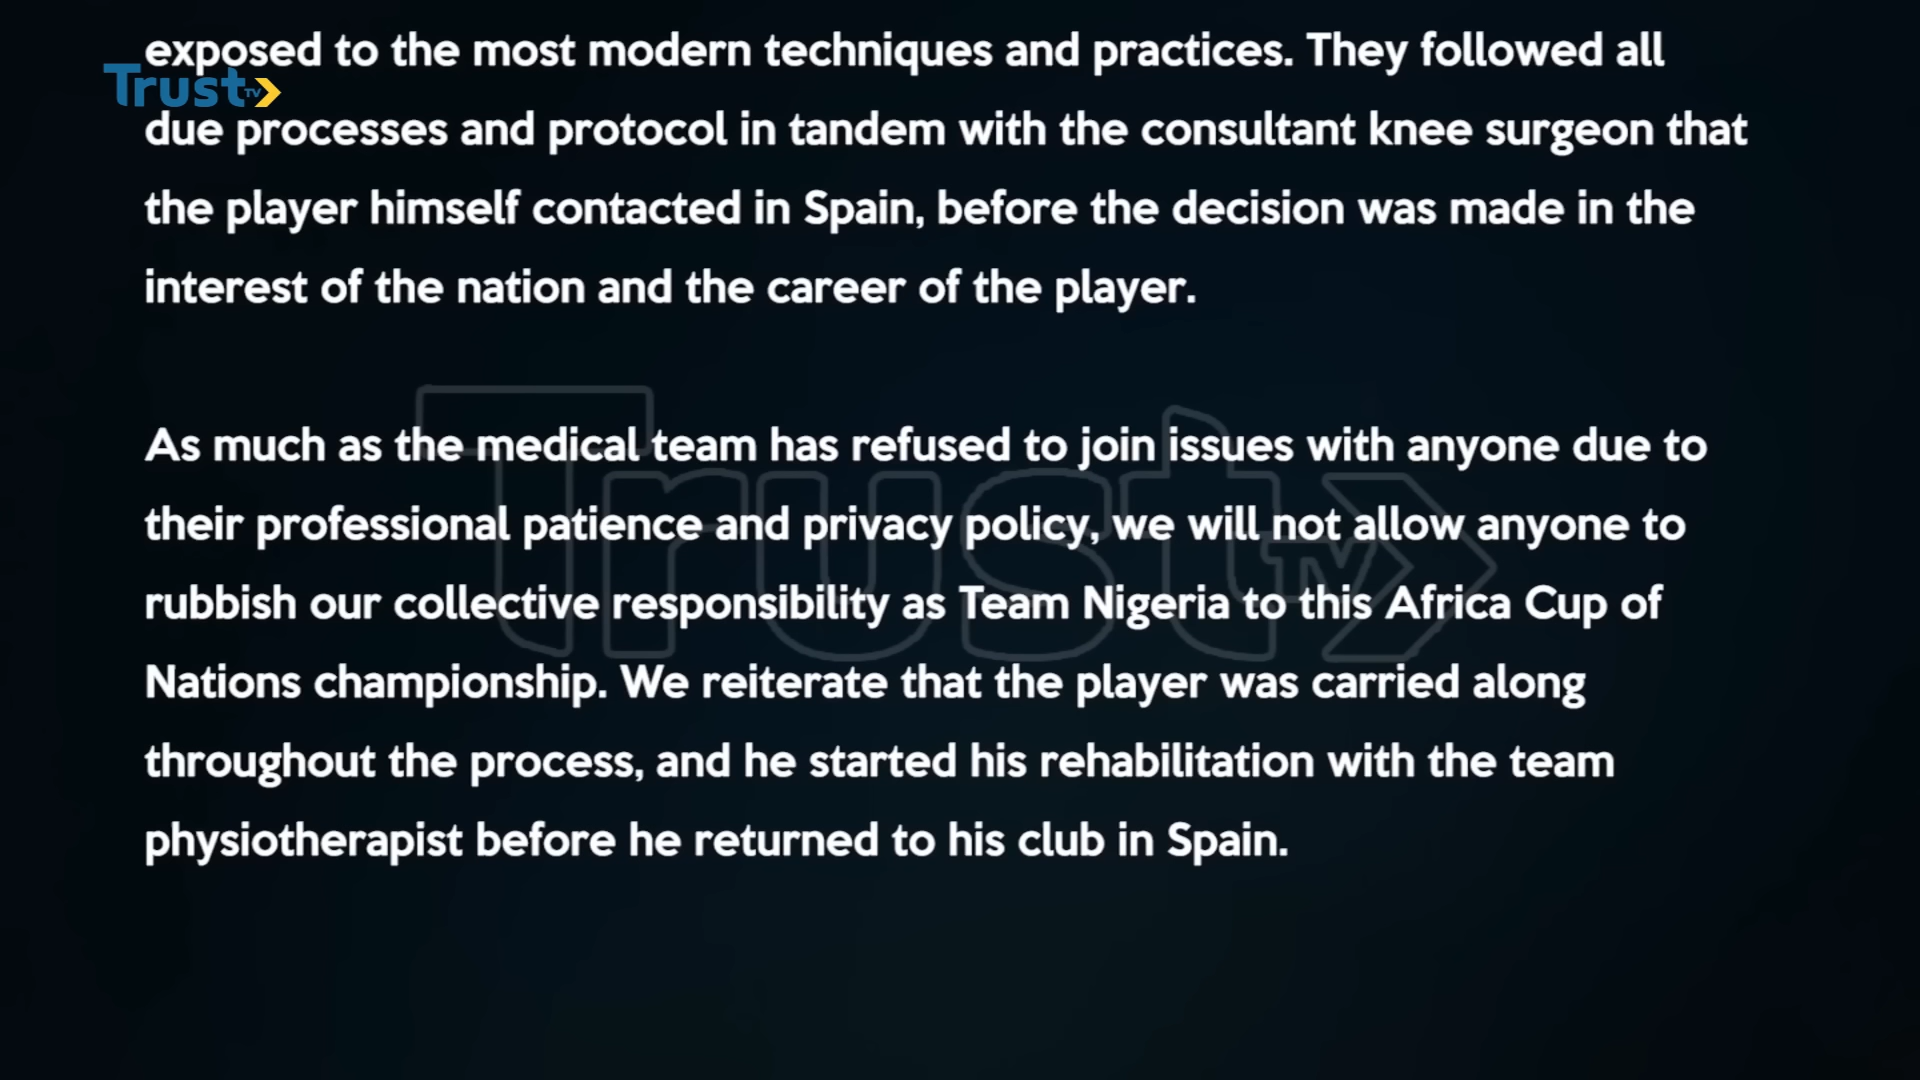 exposed to the most modern techniques and practices. They followed all
Trust TV
due processes and protocol in tandem with the consultant knee surgeon that
the player himself contacted in Spain, before the decision was made in the
interest of the nation and the career of the player.
As much as the medical team has refused to join issues with anyone due to
their professional patience and privacy policy, we will not allow anyone to
Trust TV
rubbish our collective responsibility as Team Nigeria to this Africa Cup of
Nations championship. We reiterate that the player was carried along
throughout the process, and he started his rehabilitation with the team
physiotherapist before he returned to his club in Spain.